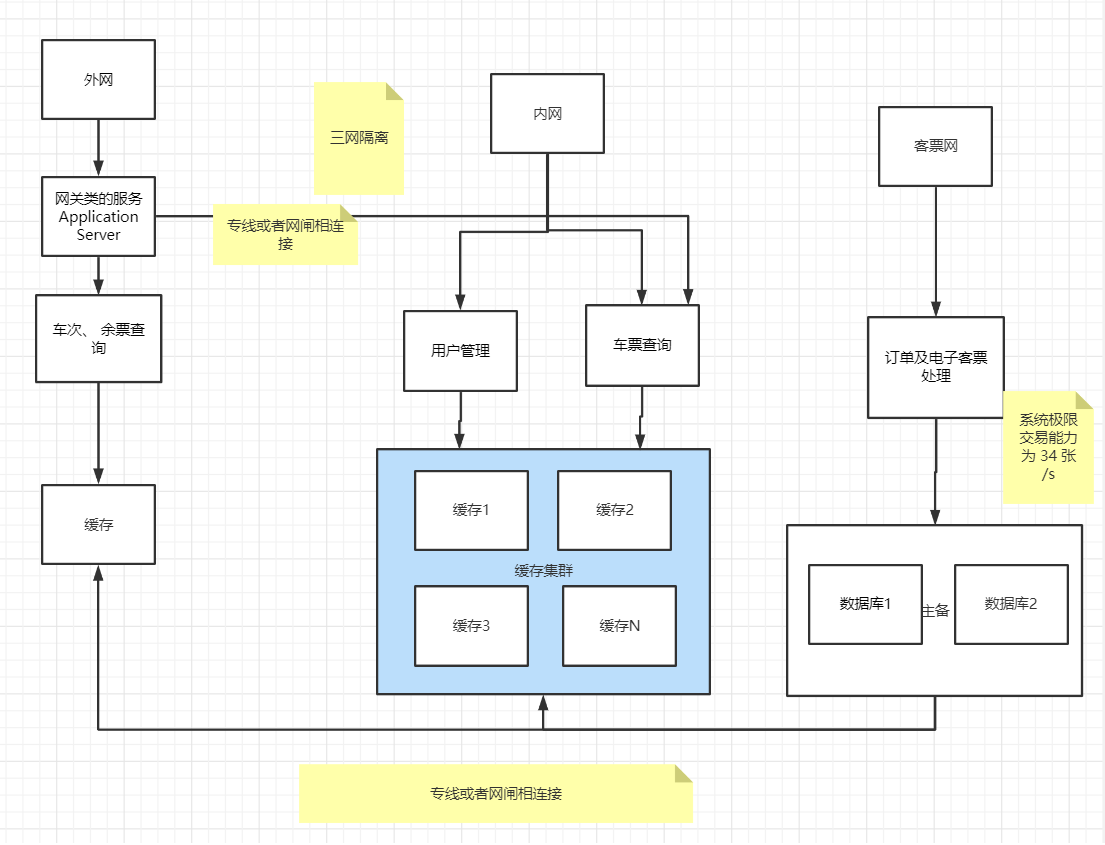 外网
三网隔离
内网
客票网
网关类的服务
Application
Server
专线或者网闸相连
接
车次、 余票查
询
用户管理
车票查询
订单及电子客票
处理
系统极限
交易能力
为 34 张
/s
缓存
缓存1
缓存2
缓存集群
缓存3
缓存N
数据库1
主备
数据库2
专线或者网闸相连接